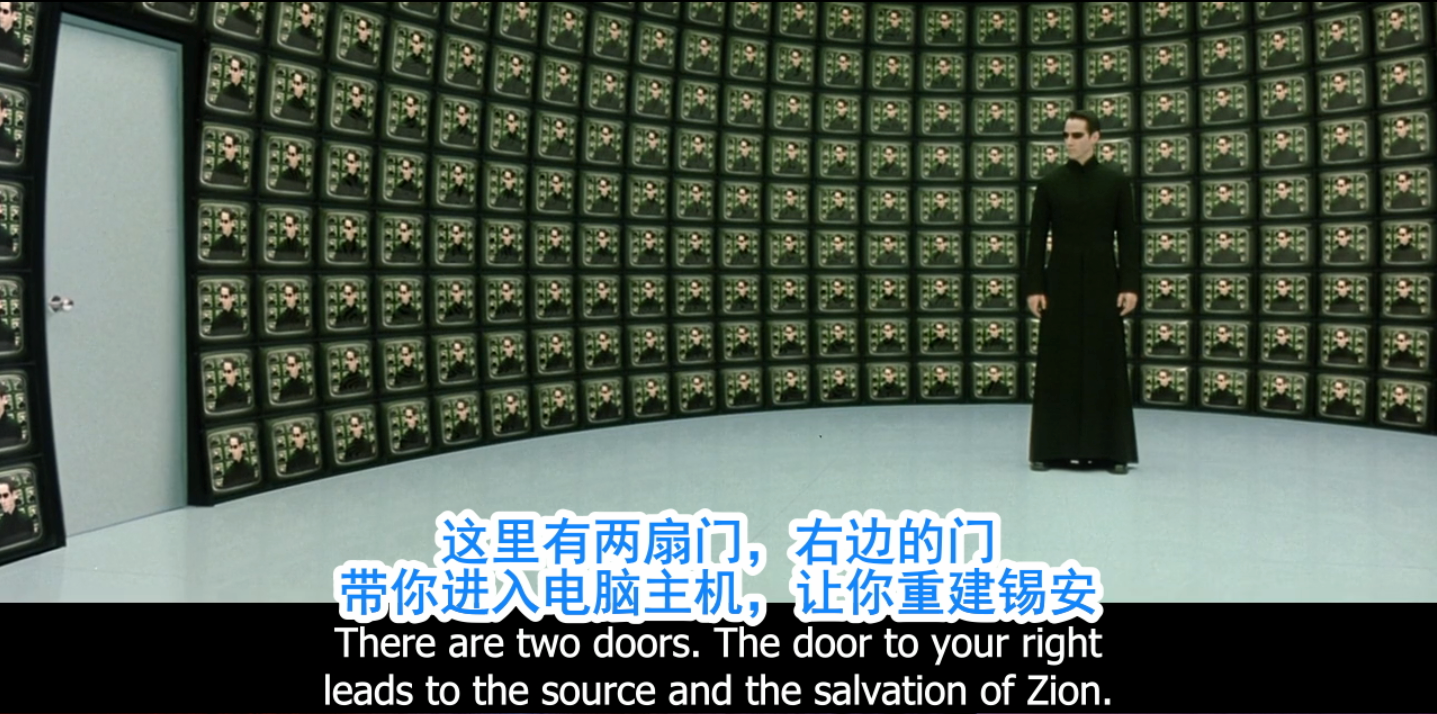 这里有两扇门，右边的门
带你进入电脑主机，让你重建锡安
There are two doors. The door to your right
leads to the source and the salvation of Zion.